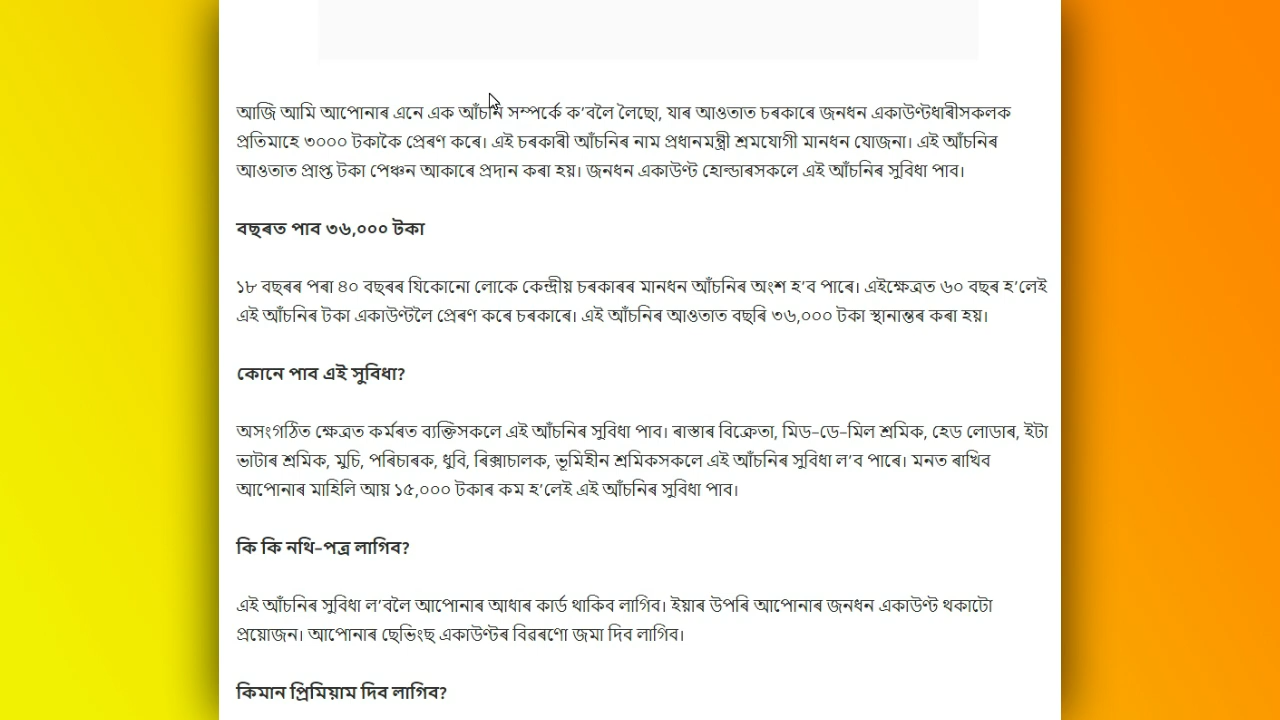 আজি আমি আপোনাৰ এনে এক আঁচনি সম্পৰ্কে ক'বলৈ লৈছো, যাৰ আওতাত চৰকাৰে জনধন একাউণ্টধাৰীসকলক
প্ৰতিমাহে ৩০০০ টকাকৈ প্ৰেৰণ কৰে। এই চৰকাৰী আঁচনিৰ নাম প্ৰধানমন্ত্ৰী শ্ৰমযোগী মানধন যোজনা। এই আঁচনিৰ
আওতাত প্ৰাপ্ত টকা পেঞ্চন আকাৰে প্ৰদান কৰা হয়। জনধন একাউণ্ট হোল্ডাৰসকলে এই আঁচনিৰ সুবিধা পাব।
বছৰত পাব ৩৬,০০০ টকা
১৮ বছৰৰ পৰা ৪০ বছৰৰ যিকোনো লোকে কেন্দ্ৰীয় চৰকাৰৰ মানধন আঁচনিৰ অংশ হ'ব পাৰে। এইক্ষেত্ৰত ৬০ বছৰ হ'লেই
এই আঁচনিৰ টকা একাউণ্টলৈ প্ৰেৰণ কৰে চৰকাৰে। এই আঁচনিৰ আওতাত বছৰি ৩৬,০০০ টকা স্থানান্তৰ কৰা হয়।
কোনে পাব এই সুবিধা?
অসংগঠিত ক্ষেত্ৰত কৰ্মৰত ব্যক্তিসকলে এই আঁচনিৰ সুবিধা পাব। ৰাস্তাৰ বিক্ৰেতা, মিড-ডে-মিল শ্ৰমিক, হেড লোডাৰ, ইটা
ভাটাৰ শ্ৰমিক, মুচি, পৰিচাৰক, ধুবি, ৰিক্সাচালক, ভূমিহীন শ্ৰমিকসকলে এই আঁচনিৰ সুবিধা ল'ব পাৰে। মনত ৰাখিব
আপোনাৰ মাহিলি আয় ১৫,০০০ টকাৰ কম হ'লেই এই আঁচনিৰ সুবিধা পাব।
কি কি নথি-পত্ৰ লাগিব?
এই আঁচনিৰ সুবিধা ল'বলৈ আপোনাৰ আধাৰ কাৰ্ড থাকিব লাগিব। ইয়াৰ উপৰি আপোনাৰ জনধন একাউণ্ট থকাটো
প্ৰয়োজন। আপোনাৰ ছেভিংছ একাউণ্টৰ বিৱৰণো জমা দিব লাগিব।
কিমান প্ৰিমিয়াম দিব লাগিব?